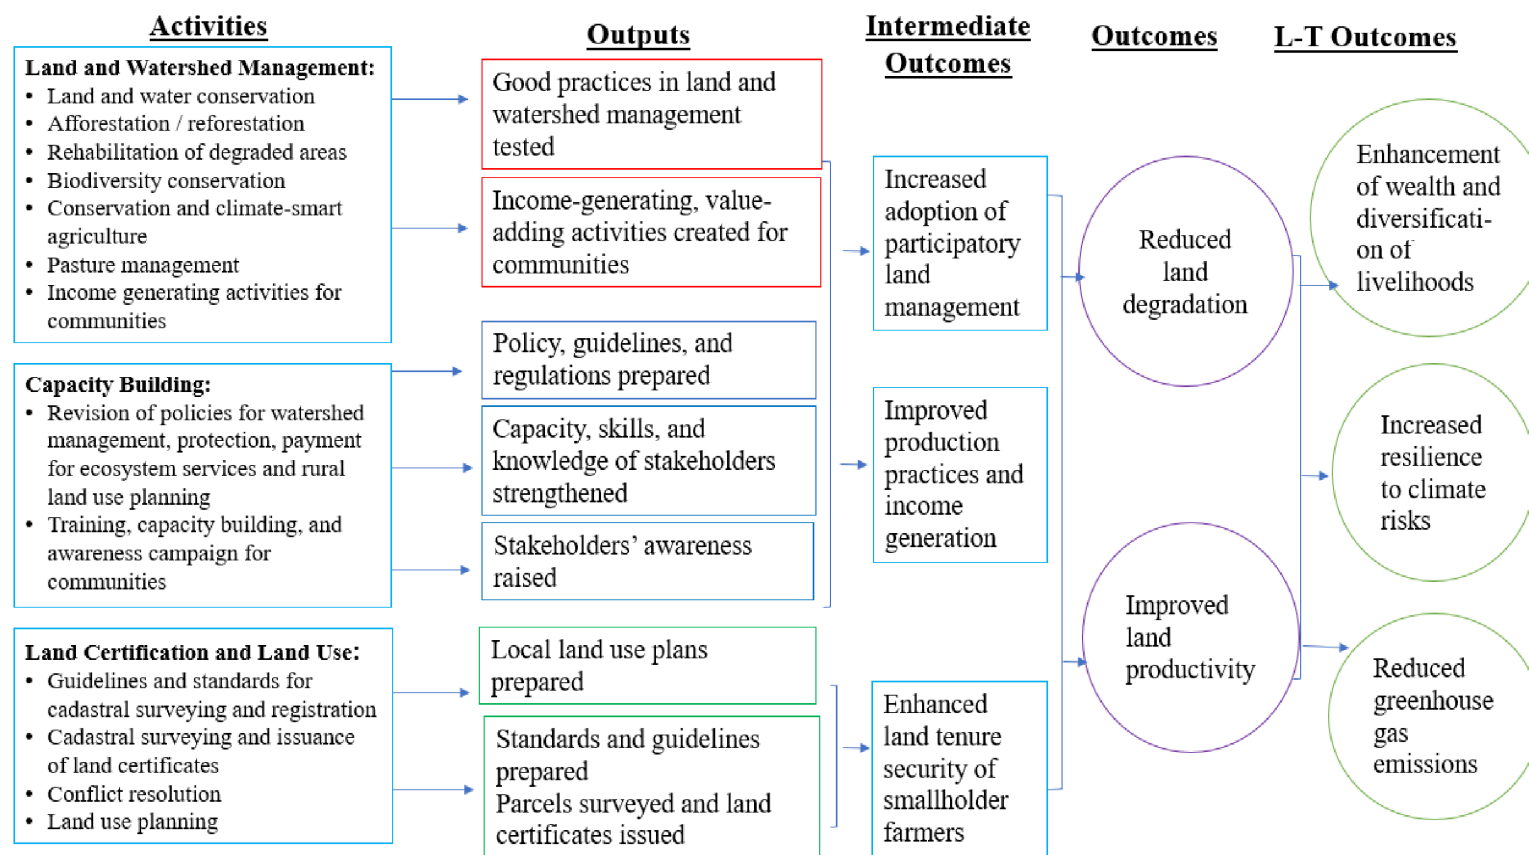 Activities
Land and Watershed Management:
• Land and water conservation
• Afforestation / reforestation
• Rehabilitation of degraded areas
• Biodiversity conservation
• Conservation and climate-smart
agriculture
• Pasture management
• Income generating activities for
communities
Capacity Building:
• Revision of policies for watershed
management, protection, payment
for ecosystem services and rural
land use planning
• Training, capacity building, and
awareness campaign for
communities
Land Certification and Land Use:
• Guidelines and standards for
cadastral surveying and registration
• Cadastral surveying and issuance
of land certificates
• Conflict resolution
• Land use planning
Outputs
Good practices in land and
watershed management
tested
Income-generating, value-
adding activities created for
communities
Policy, guidelines, and
regulations prepared
Capacity, skills, and
knowledge of stakeholders
strengthened
Stakeholders’ awareness
raised
Local land use plans
prepared
Standards and guidelines
prepared
Parcels surveyed and land
certificates issued
Intermediate
Outcomes
Increased
adoption of
participatory
land
management
Improved
production
practices and
income
generation
Enhanced
land tenure
security of
smallholder
farmers
Outcomes
Reduced
land
degradation
Improved
land
productivity
L-T Outcomes
Enhancement
of wealth and
diversificati-
on of
livelihoods
Increased
resilience
to climate
risks
Reduced
greenhouse
gas
emissions